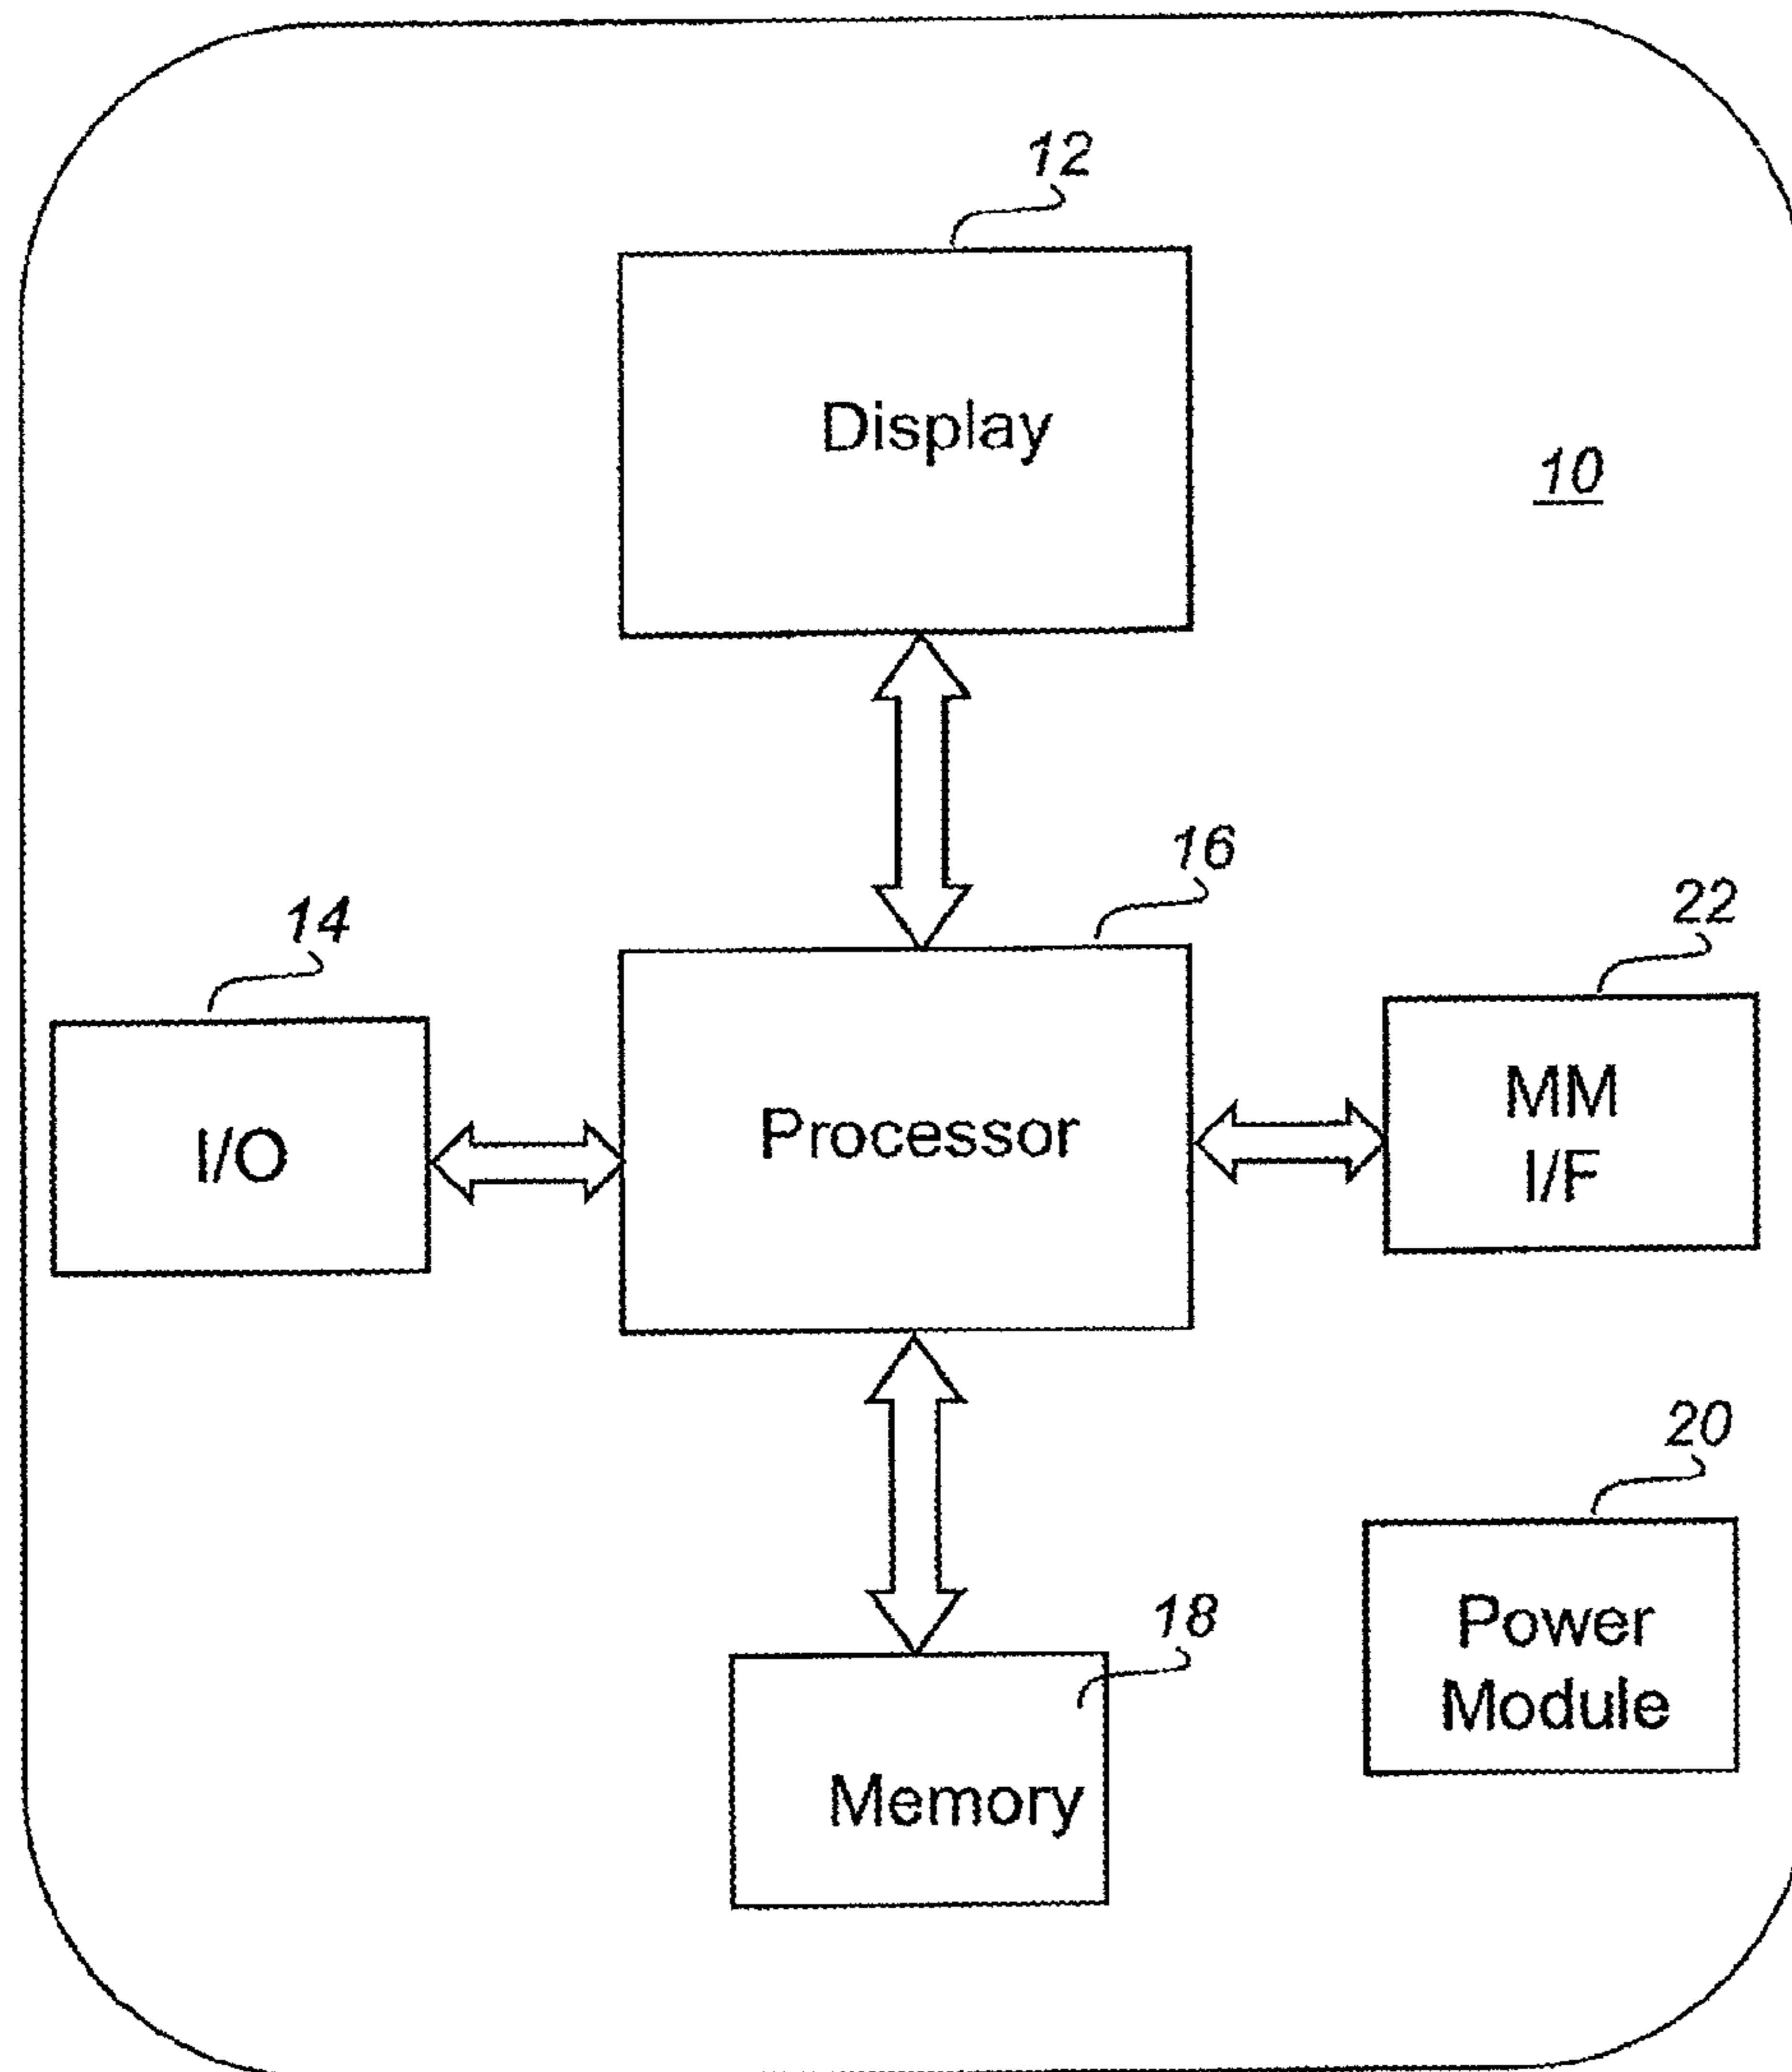 12
Display
10
16
14
22
I/O
Processor
MM
I/F
20
Power
Module
18
Memory